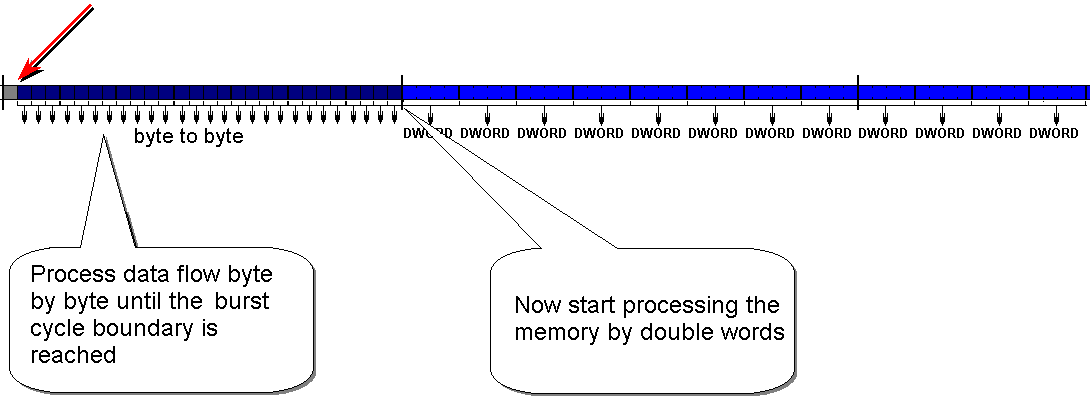 DWORD DWORD DWORD DWORD DWORD DWORD DWORD DWORD DWORD DWORD DWORD DWORD
byte to byte
Process data flow byte
by byte until the burst
cycle boundary is
reached
Now start processing the
memory by double words